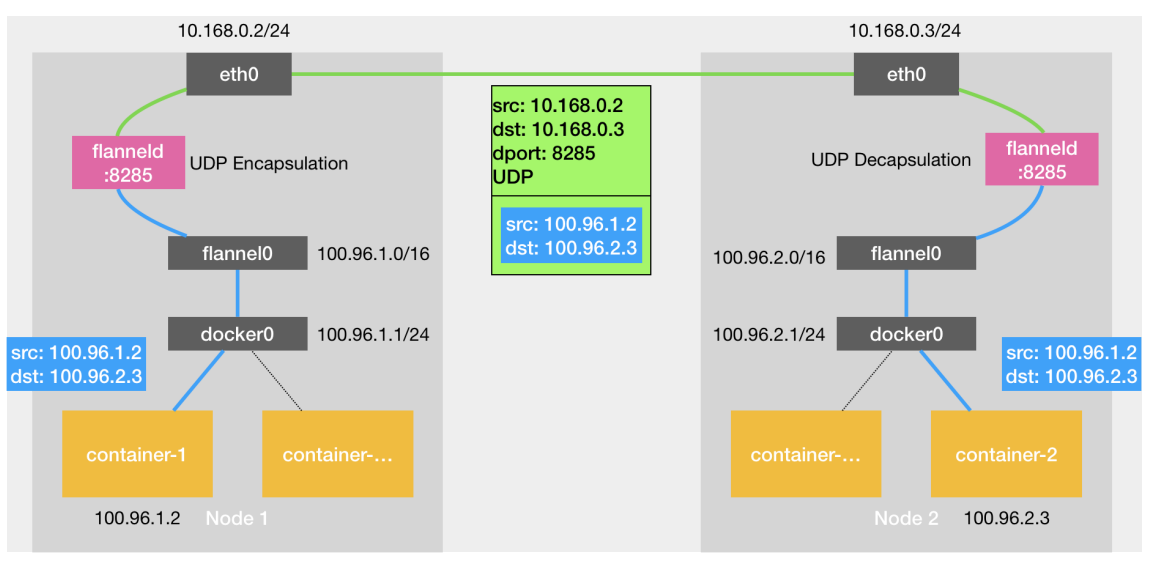 10.168.0.2/24
10.168.0.3/24
eth0
eth0
src: 10.168.0.2
dst: 10.168.0.3
dport: 8285
UDP
flanneld
:8285
UDP Encapsulation
UDP Decapsulation
flanneld
:8285
src: 100.96.1.2
dst: 100.96.2.3
flannel0
100.96.1.0/16
100.96.2.0/16
flannel0
docker0
100.96.1.1/24
100.96.2.1/24
docker0
src: 100.96.1.2
dst: 100.96.2.3
src: 100.96.1.2
dst: 100.96.2.3
container-1
container-...
container-...
container-2
100.96.1.2
Node 1
Node 2
100.96.2.3